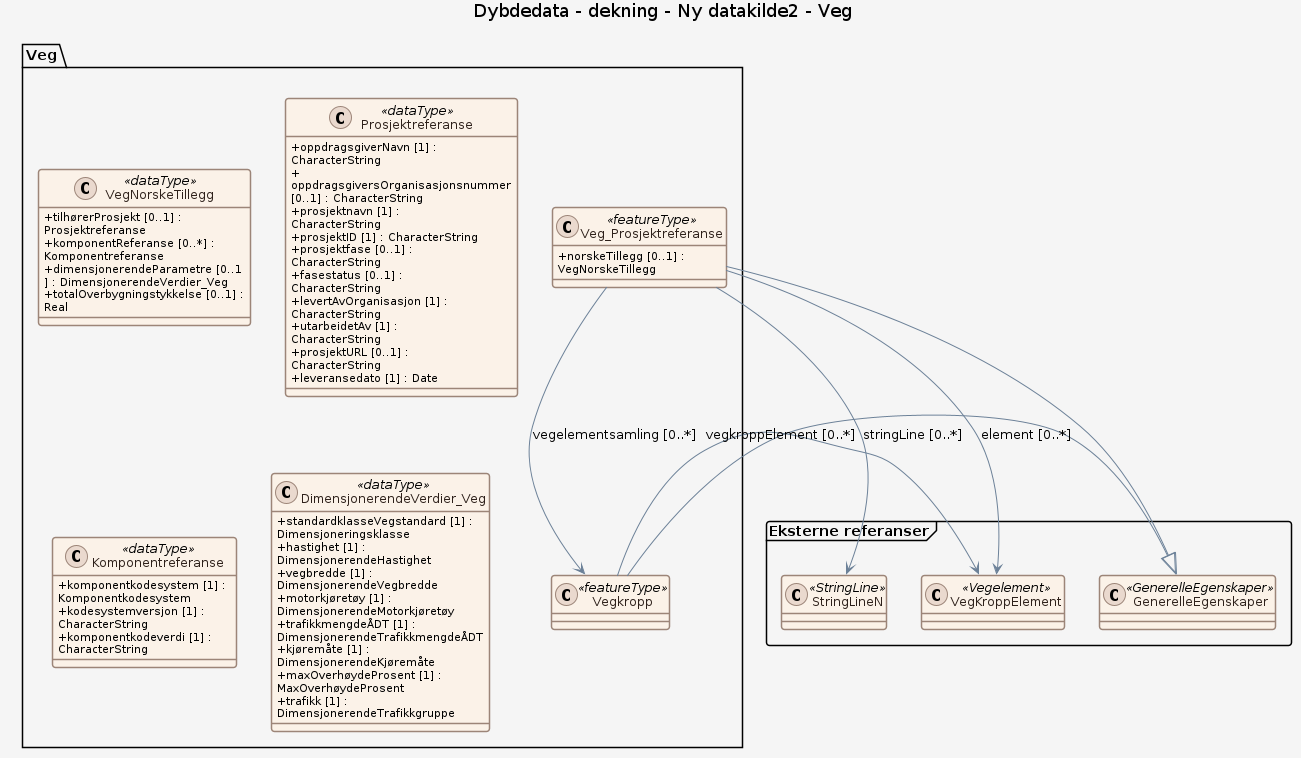 Dybdedata - dekning - Ny datakilde2 - Veg
Veg
C
«dataType»
VegNorskeTillegg
+tilhørerProsjekt [0..1] :
Prosjektreferanse
+komponentReferanse [0..*] :
Komponentreferanse
+dimensjonerendeParametre [0..1
] : DimensjonerendeVerdier_Veg
+totalOverbygningstykkelse [0..1] :
Real
C
«dataType»
Prosjektreferanse
+oppdragsgiverNavn [1] :
CharacterString
+
oppdragsgiversOrganisasjonsnummer
[0..1] : CharacterString
+prosjektnavn [1] :
CharacterString
+prosjektID [1] : CharacterString
+prosjektfase [0..1] :
CharacterString
+fasestatus [0..1] :
CharacterString
+levertAvOrganisasjon [1] :
CharacterString
+utarbeidetAv [1] :
CharacterString
+prosjektURL [0..1] :
CharacterString
+leveransedato [1] : Date
C
«featureType»
Veg_Prosjektreferanse
+norskeTillegg [0..1] :
VegNorskeTillegg
vegelementsamling [0..*]
vegkroppElement [0..*]
stringLine [0..*]
element [0..*]
C
«dataType»
Komponentreferanse
+komponentkodesystem [1] :
Komponentkodesystem
+kodesystemversjon [1] :
CharacterString
+komponentkodeverdi [1] :
CharacterString
C
«dataType»
DimensjonerendeVerdier_Veg
+standardklasseVegstandard [1] :
Dimensjoneringsklasse
+hastighet [1] :
DimensjonerendeHastighet
+vegbredde [1] :
DimensjonerendeVegbredde
+motorkjøretøy [1] :
DimensjonerendeMotorkjøretøy
+trafikkmengdeÅDT [1] :
DimensjonerendeTrafikkmengdeÅDT
+kjøremåte [1] :
DimensjonerendeKjøremåte
+maxOverhøydeProsent [1] :
MaxOverhøydeProsent
+trafikk [1] :
DimensjonerendeTrafikkgruppe
C
«featureType»
Vegkropp
Eksterne referanser
C
«StringLine»
StringLineN
C
«Vegelement»
VegKroppElement
C
«GenerelleEgenskaper»
GenerelleEgenskaper